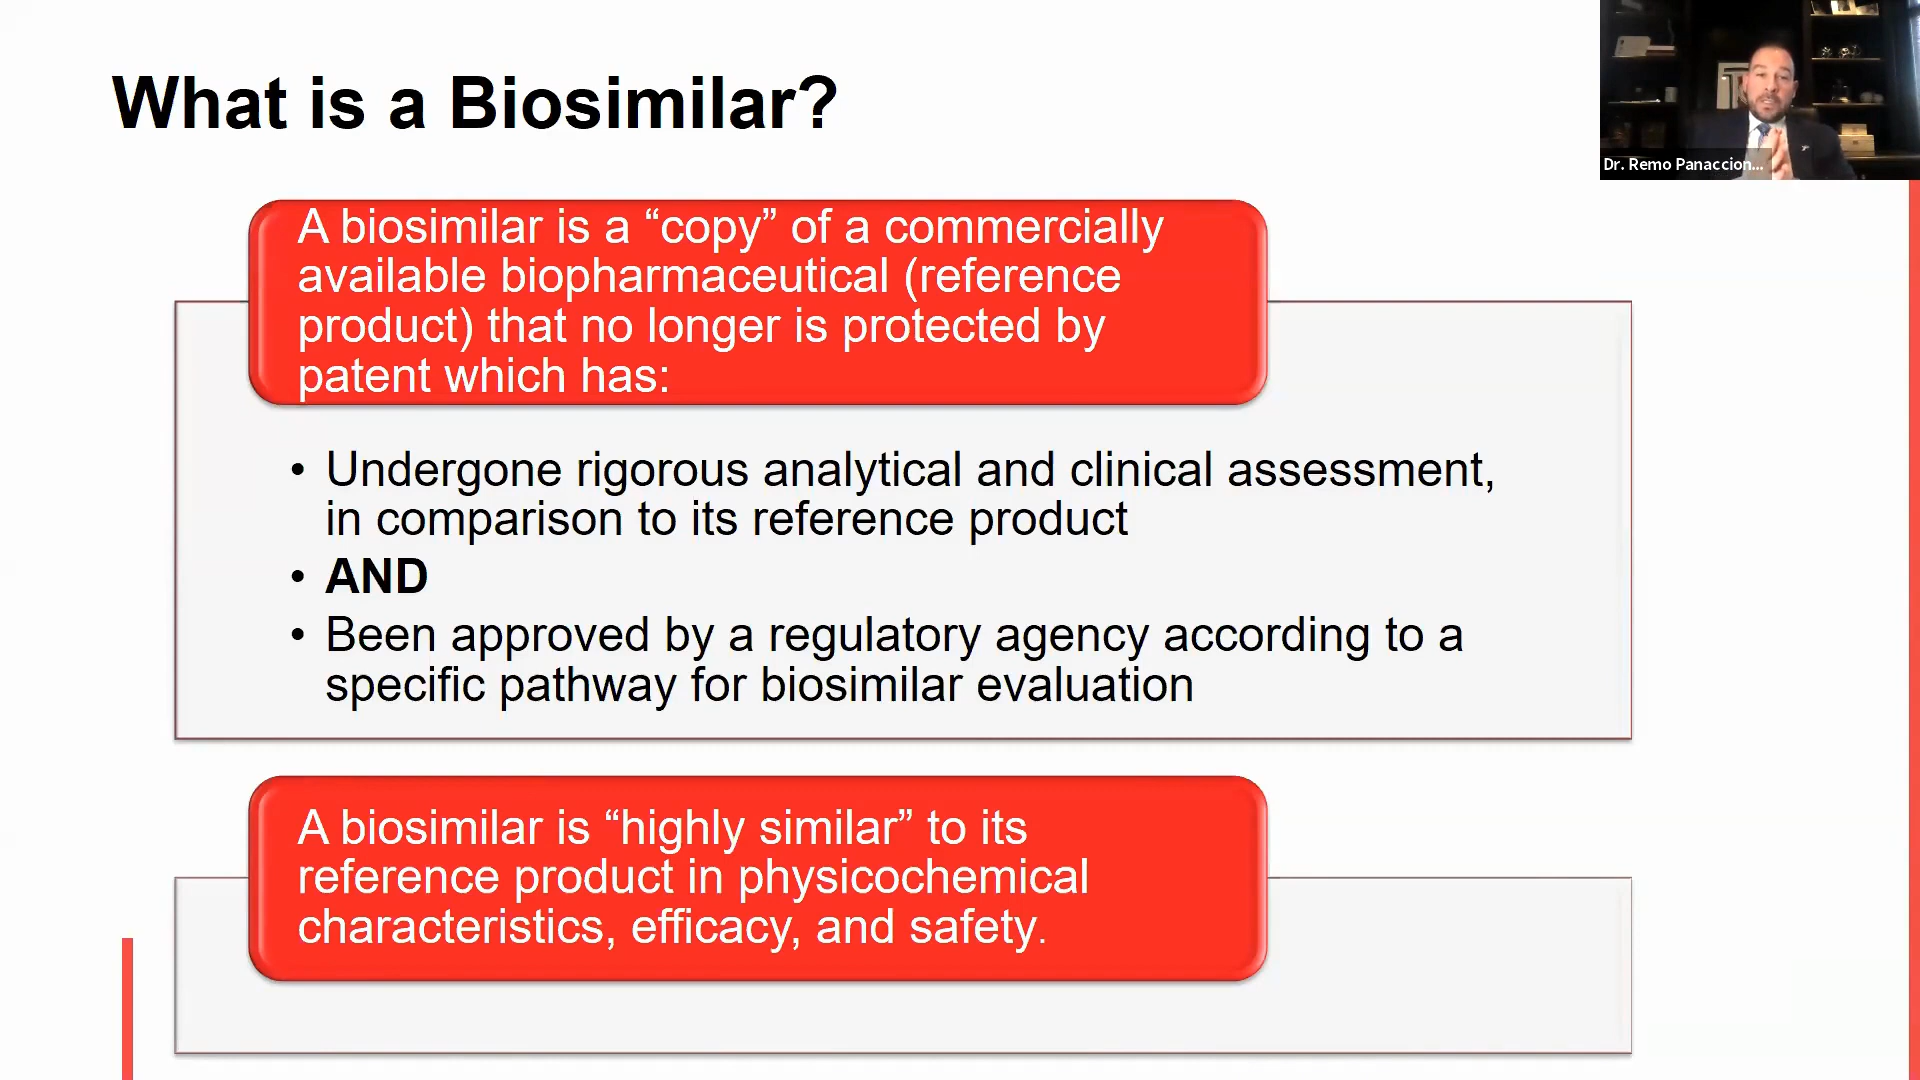 What is a Biosimilar?
Dr. Remo Panaccion...
A biosimilar is a “copy” of a commercially
available biopharmaceutical (reference
product) that no longer is protected by
patent which has:
• Undergone rigorous analytical and clinical assessment,
in comparison to its reference product
• AND
• Been approved by a regulatory agency according to a
specific pathway for biosimilar evaluation
A biosimilar is “highly similar” to its
reference product in physicochemical
characteristics, efficacy, and safety.